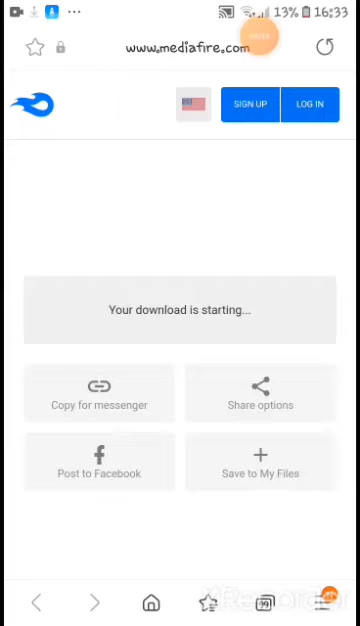 13% 16:33
www.mediafire.com
SIGN UP LOG IN
Your download is starting...
Copy for messenger
Share options
Post to Facebook
Save to My Files
XRecorder